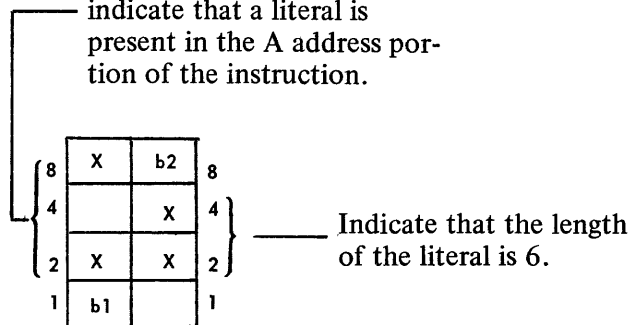 indicate that a literal is
present in the A address por-
tion of the instruction.
8 X b2 8
4 X 4
2 X X 2
1 b1 1
Indicate that the length
of the literal is 6.